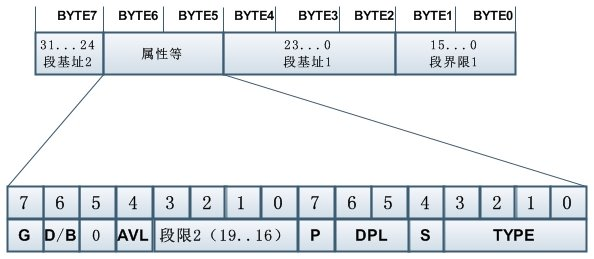 BYTE7 BYTE6 BYTE5 BYTE4 BYTE3 BYTE2 BYTE1 BYTE0
31...24 23...0 15...0
段基址2 属性等 段基址1 段界限1
7 6 5 4 3 2 1 0 7 6 5 4 3 2 1 0
G D/B 0 AVL 段限2（19..16） P DPL S TYPE